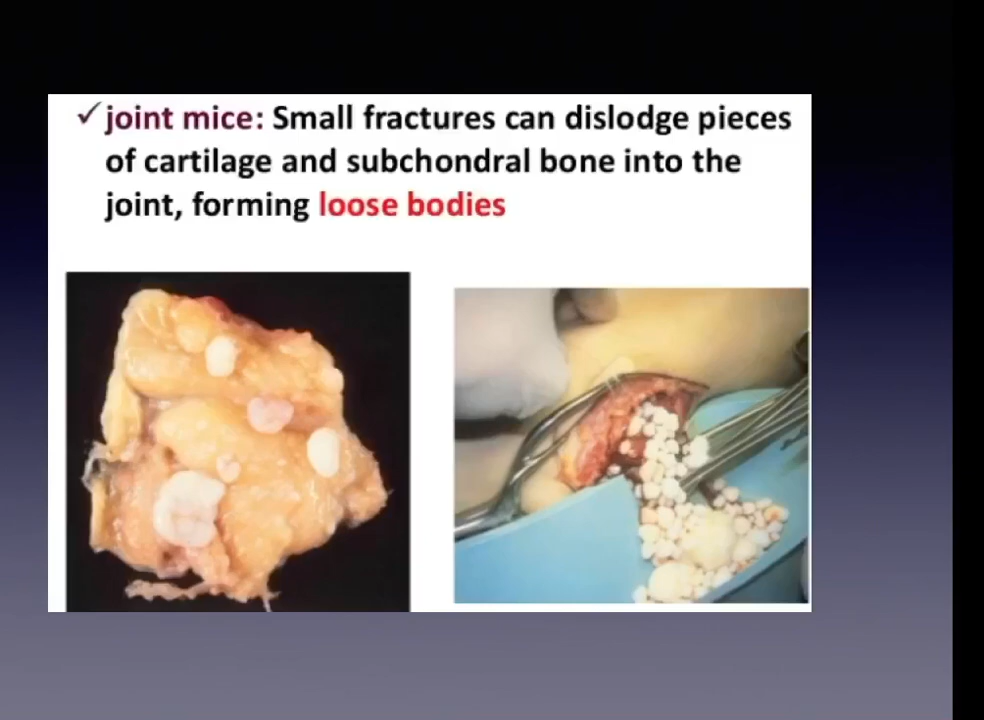 ✓ joint mice: Small fractures can dislodge pieces
of cartilage and subchondral bone into the
joint, forming loose bodies